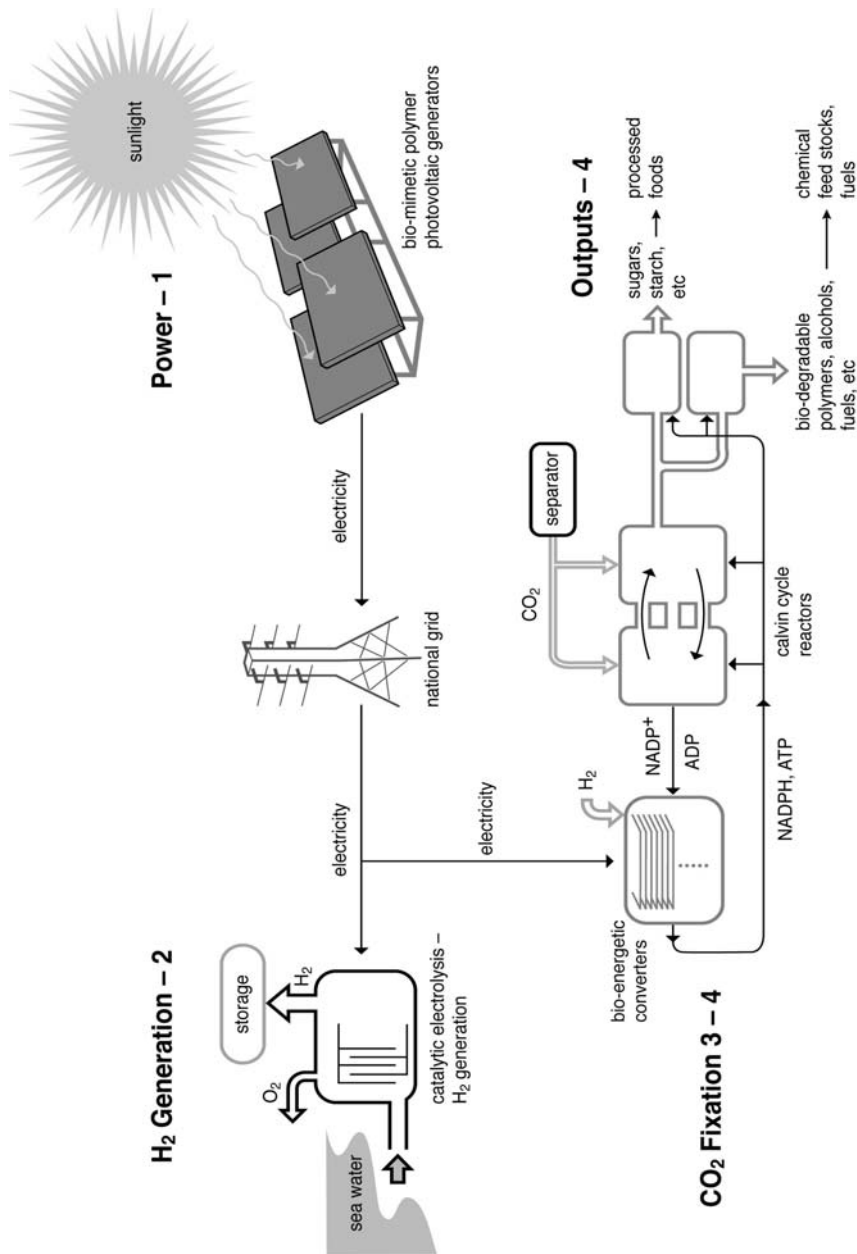 H₂ Generation – 2
Power – 1
sunlight
storage
O₂
H₂
sea water
catalytic electrolysis –
H₂ generation
electricity
national grid
electricity
bio-mimetic polymer
photovoltaic generators
electricity
CO₂ Fixation 3 – 4
bio-energetic
converters
H₂
NADP⁺
ADP
NADPH, ATP
CO₂
separator
calvin cycle
reactors
Outputs – 4
sugars,
starch,
etc
processed
foods
bio-degradable
polymers, alcohols,
fuels, etc
chemical
feed stocks,
fuels